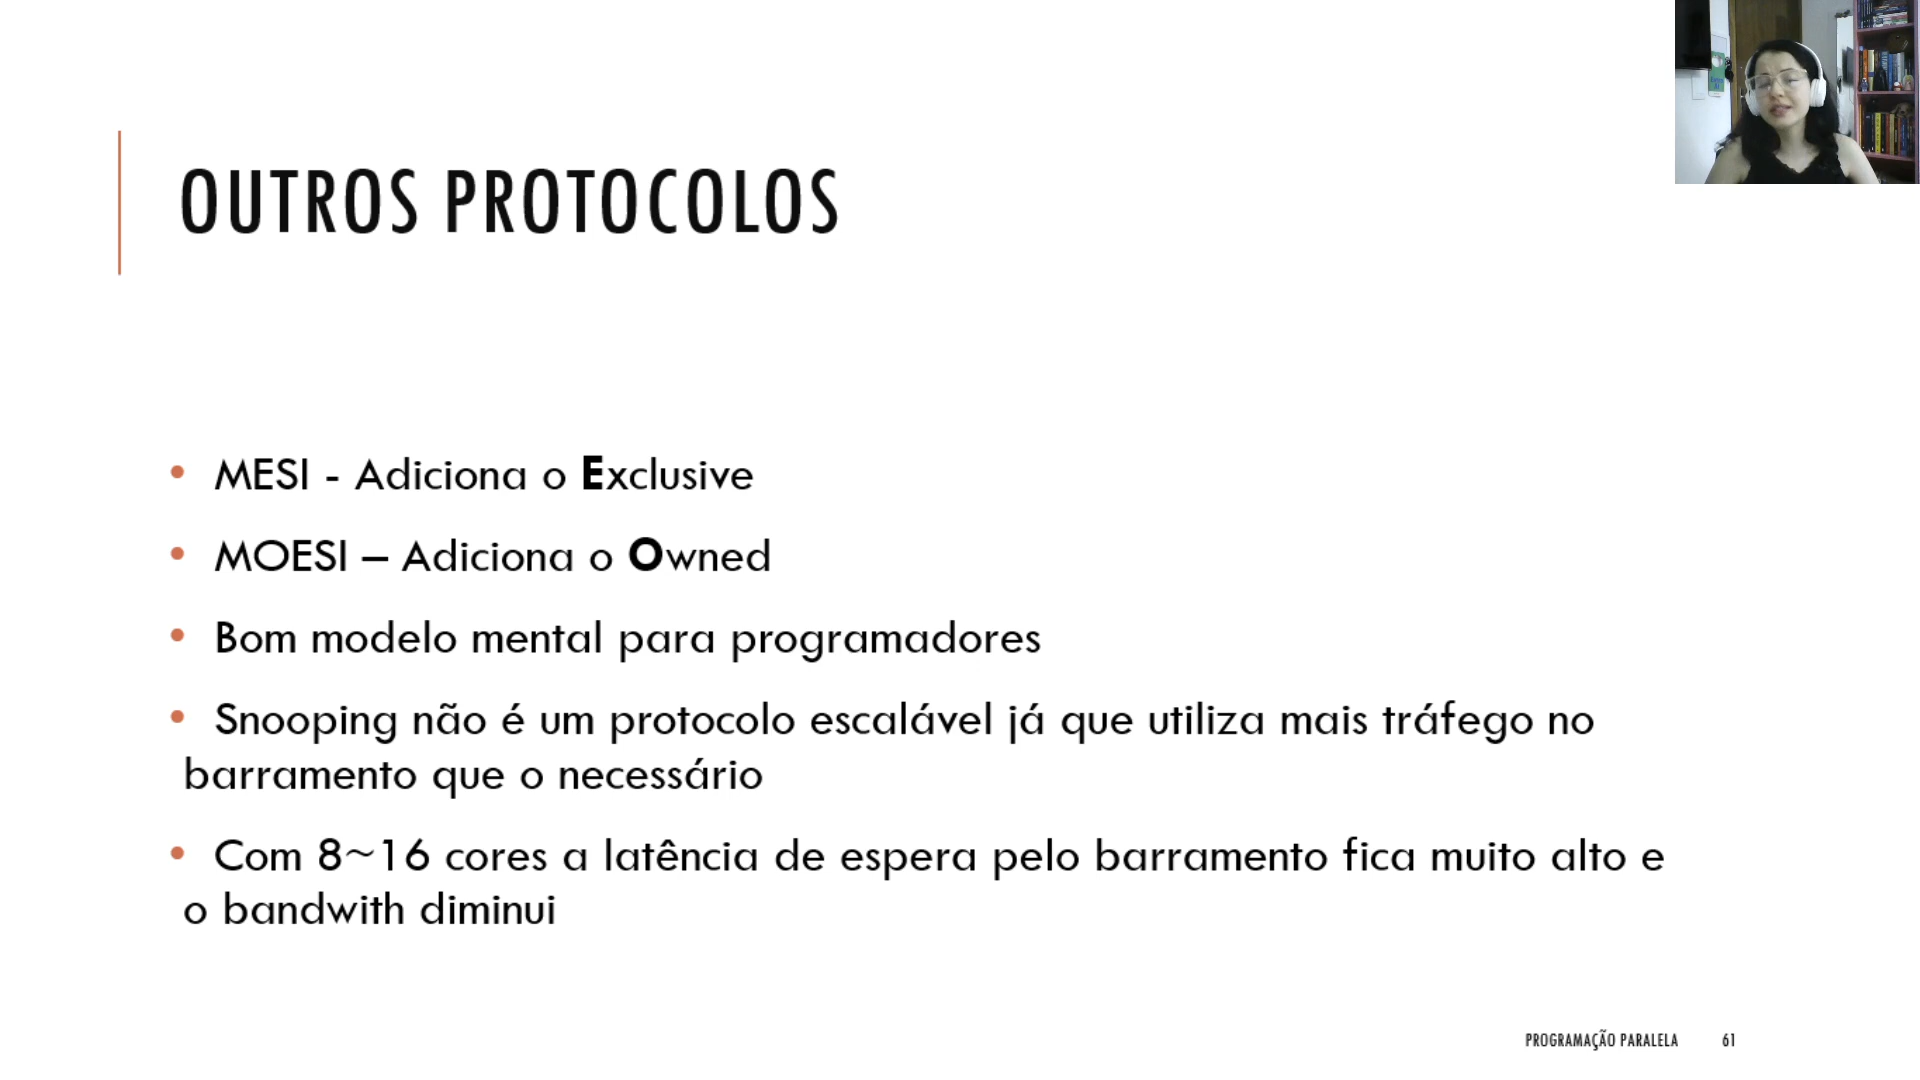 OUTROS PROTOCOLOS
• MESI - Adiciona o Exclusive
• MOESI – Adiciona o Owned
• Bom modelo mental para programadores
• Snooping não é um protocolo escalável já que utiliza mais tráfego no
barramento que o necessário
• Com 8~16 cores a latência de espera pelo barramento fica muito alto e
o bandwith diminui
PROGRAMAÇÃO PARALELA 61